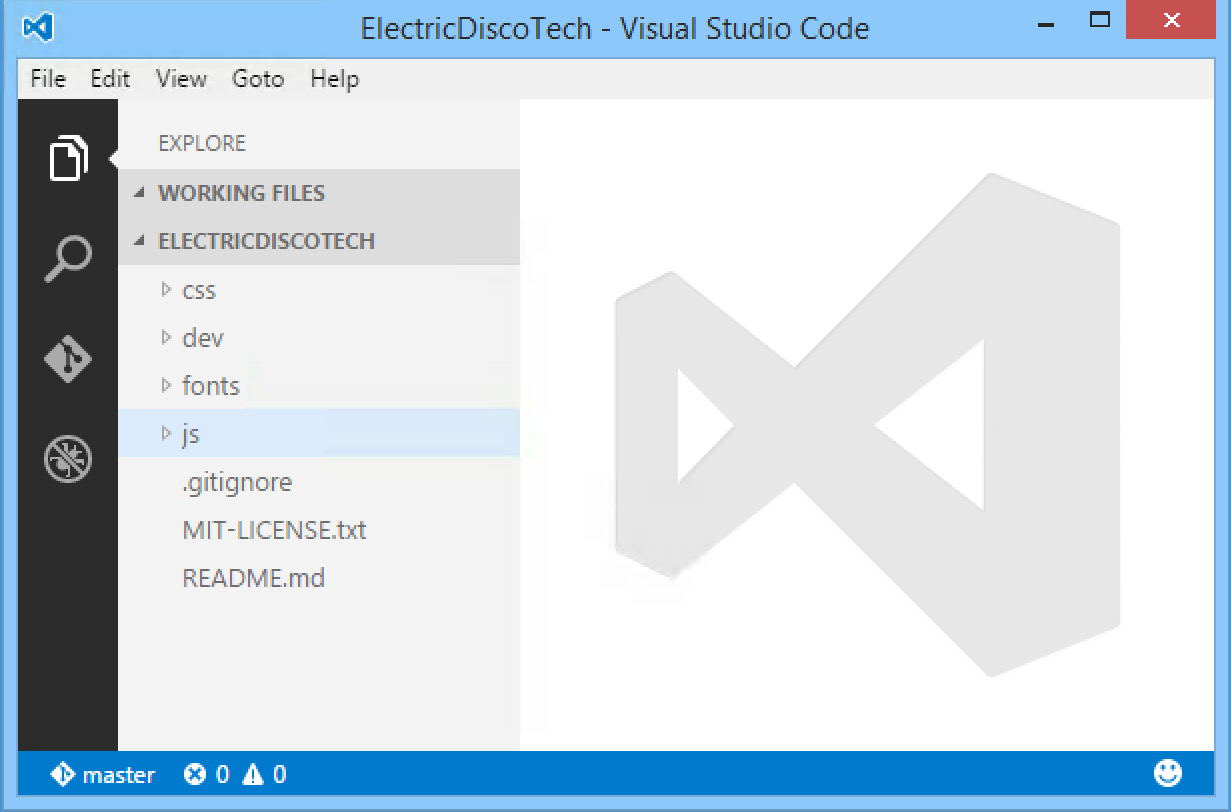 ElectricDiscoTech - Visual Studio Code
File Edit View Goto Help
EXPLORE
WORKING FILES
ELECTRICDISCOTECH
css
dev
fonts
js
.gitignore
MIT-LICENSE.txt
README.md
master 0 0